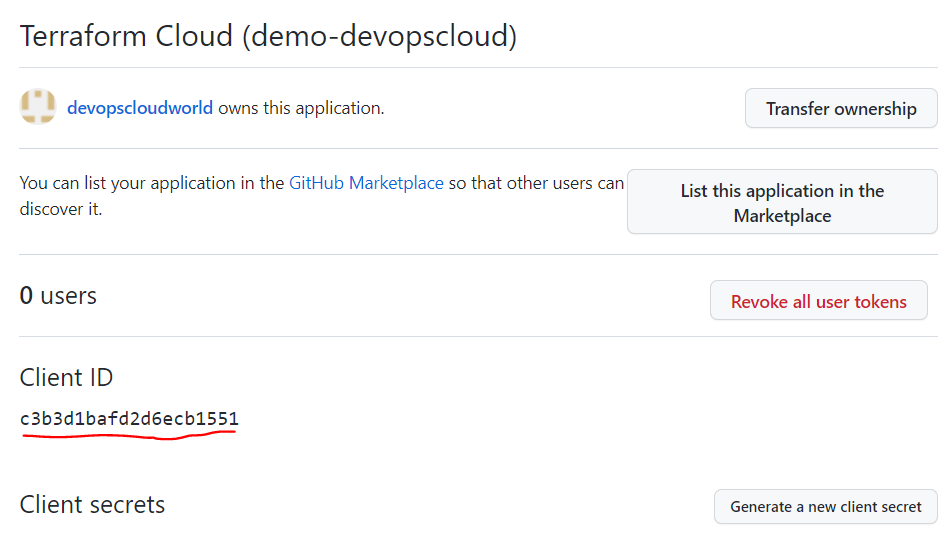 Terraform Cloud (demo-devopscloud)
devopscloudworld owns this application.
Transfer ownership
You can list your application in the GitHub Marketplace so that other users can
discover it.
List this application in the
Marketplace
0 users
Revoke all user tokens
Client ID
c3b3d1bafd2d6ecb1551
Client secrets
Generate a new client secret